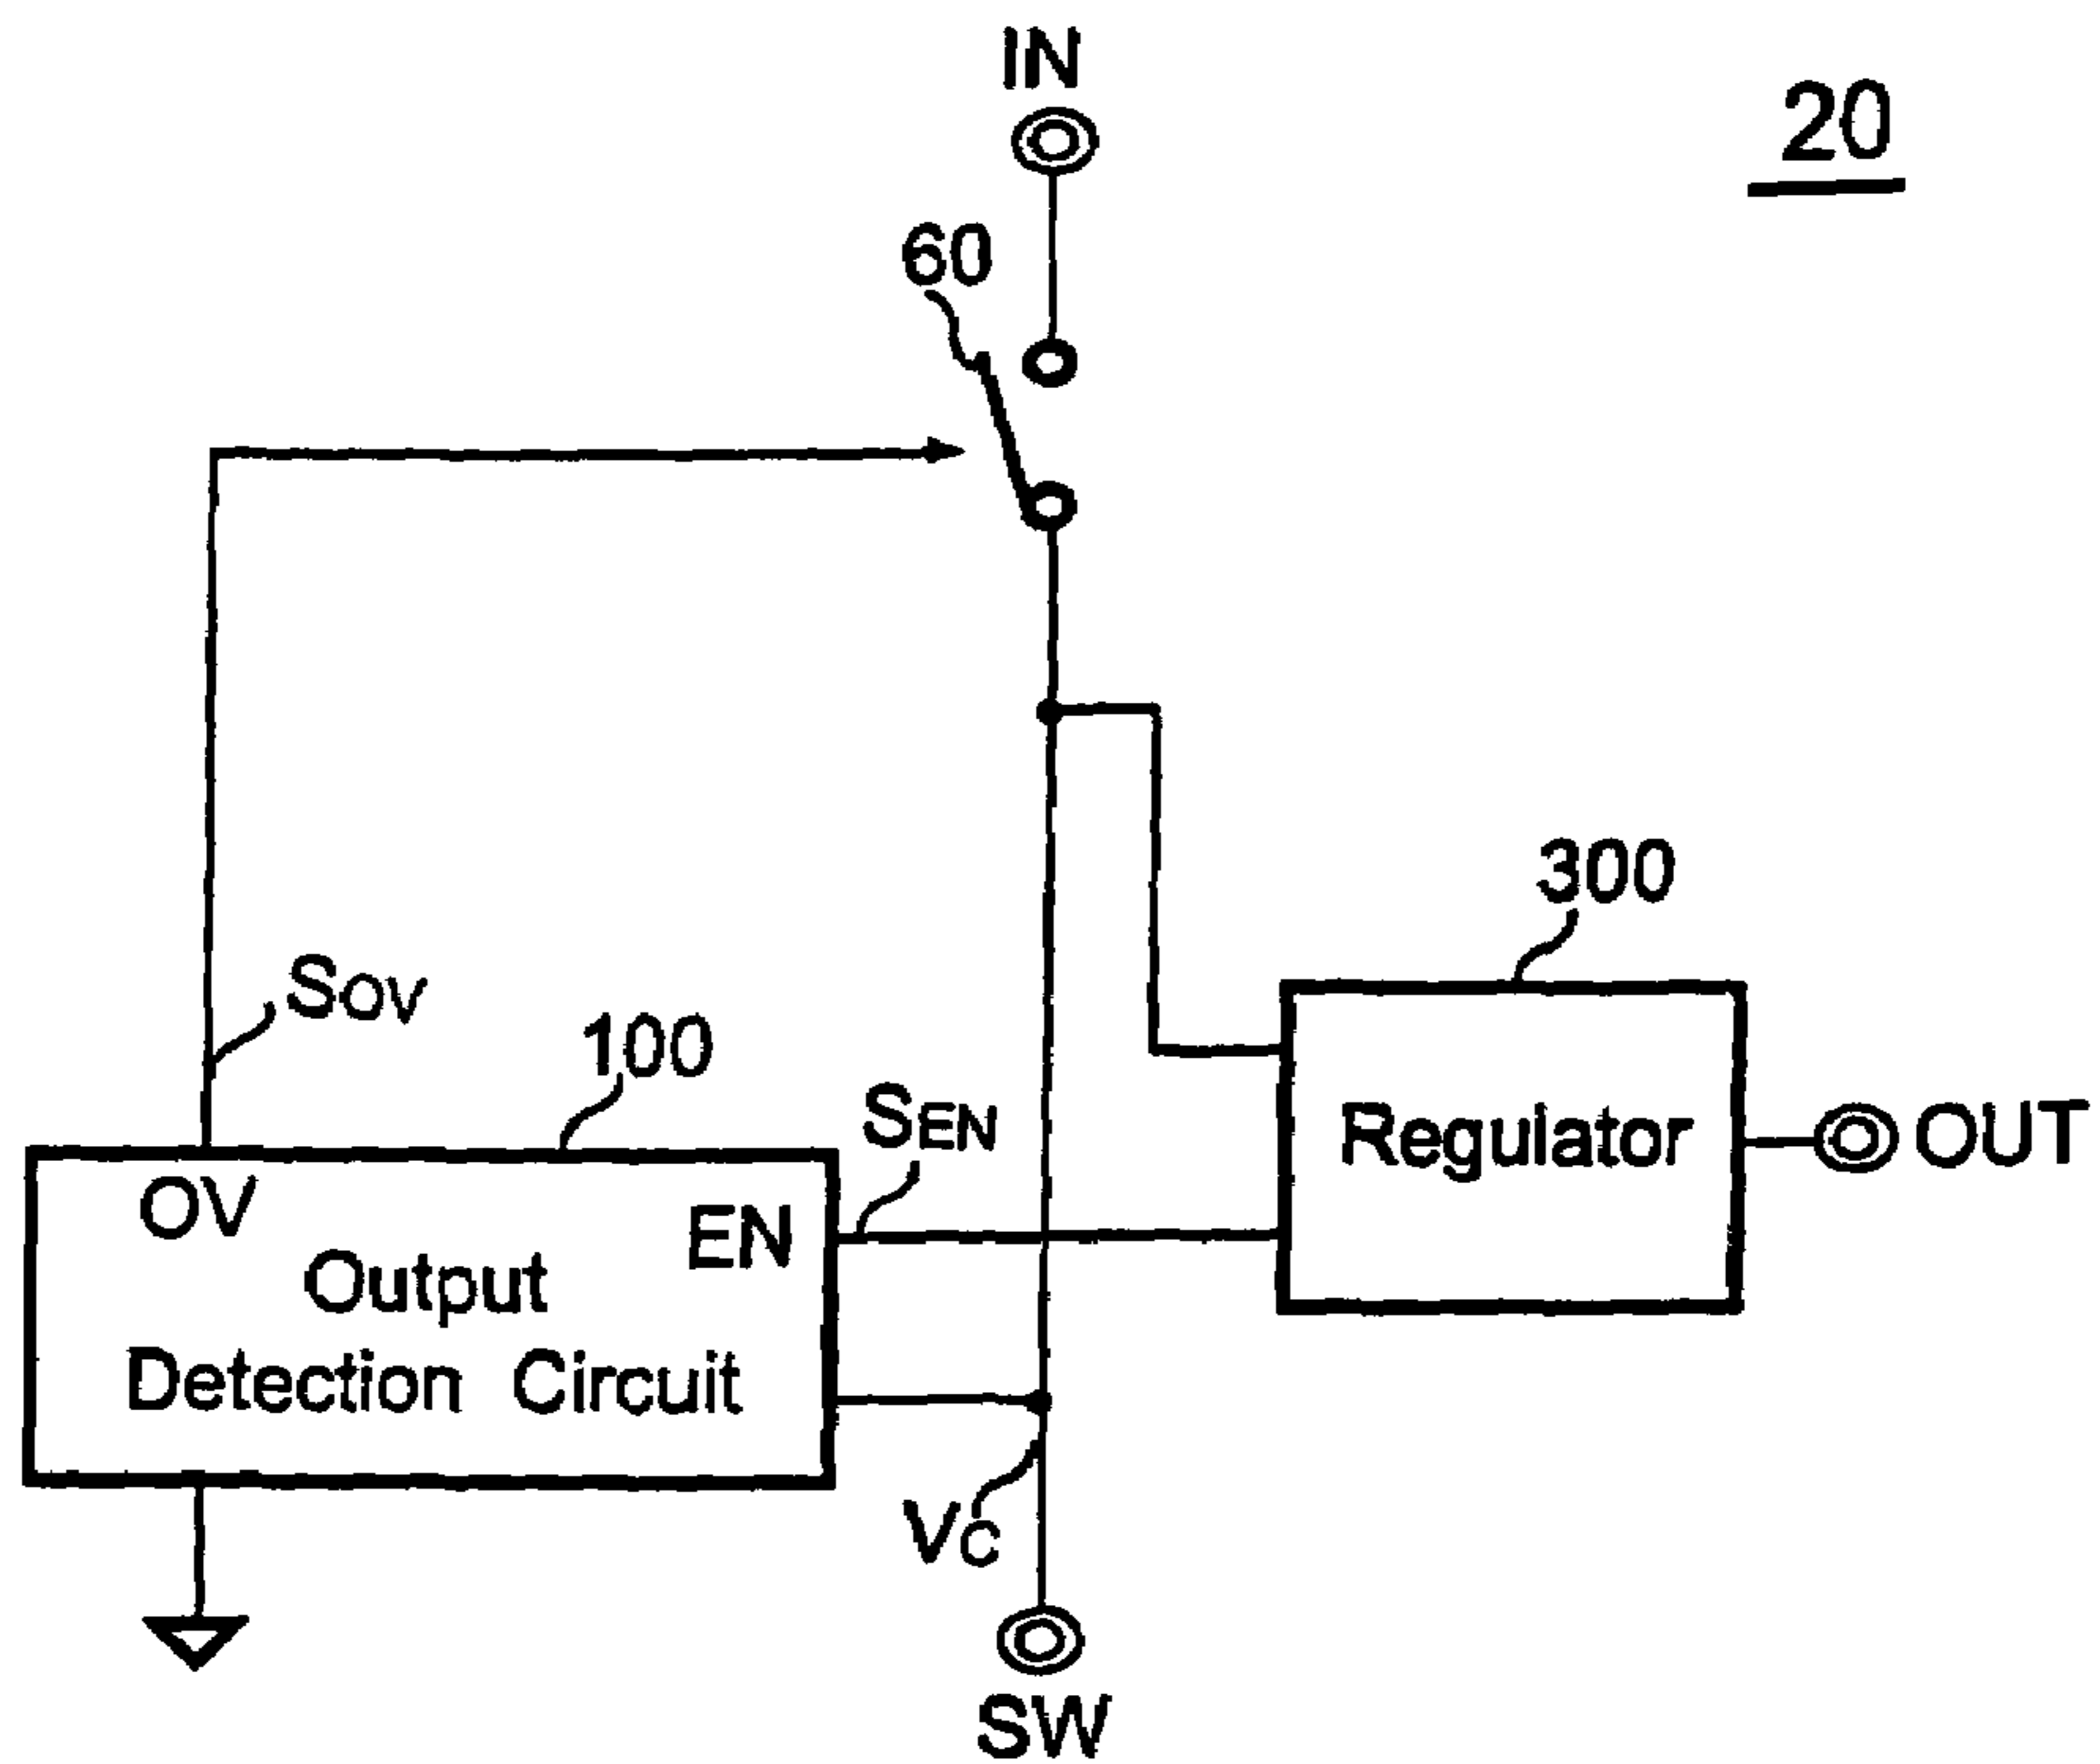 IN
20
60
300
SOV
100
SEN
Regulator
OUT
OV
EN
Output
Detection Circuit
VC
SW